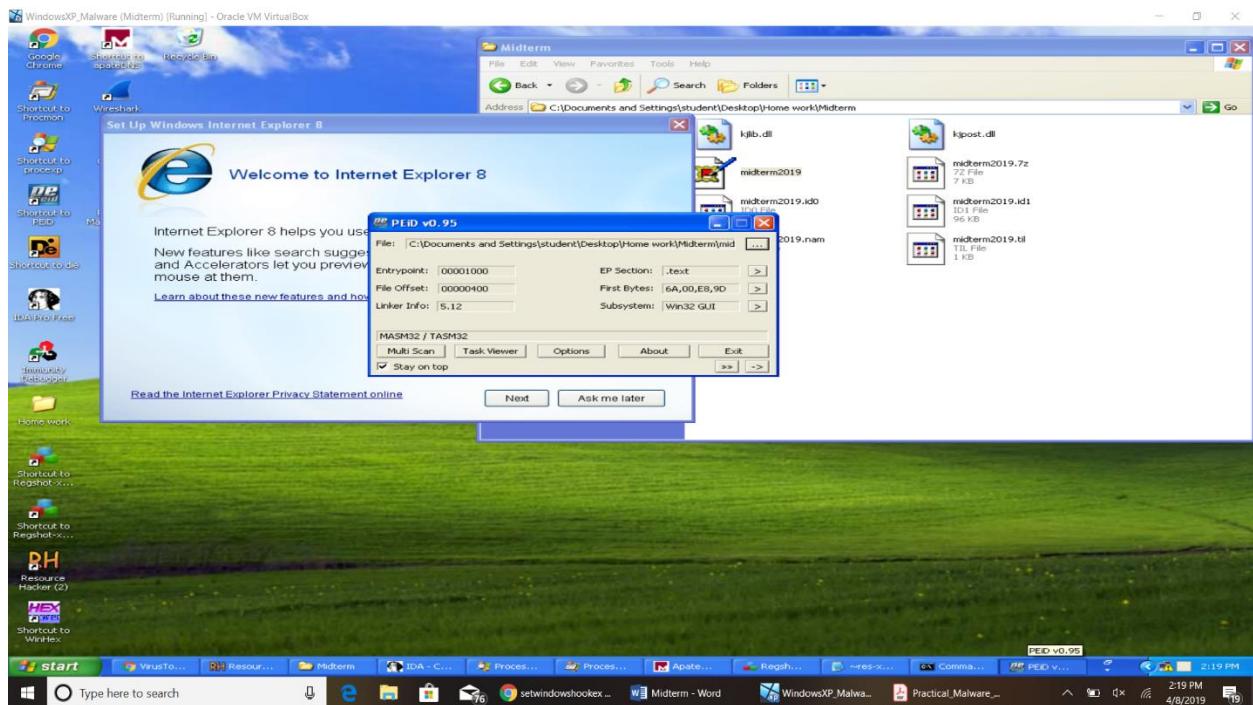 WindowsXP_Malware (Midterm) [Running] - Oracle VM VirtualBox
Google Chrome
Shortcut to apateDNS
Recycle Bin
Shortcut to Procmon
Wireshark
Shortcut to procexp
Shortcut to PEiD
Shortcut to die
IDA Pro Free
Immunity Debugger
Home work
Shortcut to Regshot-x...
Shortcut to Regshot-x...
Resource Hacker (2)
Shortcut to WinHex
Midterm
File Edit View Favorites Tools Help
Back Search Folders
Address C:\Documents and Settings\student\Desktop\Home work\Midterm Go
kjlib.dll
kjpost.dll
midterm2019
midterm2019.7z
7Z File
7 KB
midterm2019.id0
ID0 File
midterm2019.id1
ID1 File
96 KB
2019.nam
midterm2019.til
TIL File
1 KB
Set Up Windows Internet Explorer 8
Welcome to Internet Explorer 8
Internet Explorer 8 helps you use
New features like search sugges
and Accelerators let you preview
mouse at them.
Learn about these new features and how
Read the Internet Explorer Privacy Statement online
Next Ask me later
PEiD v0.95
File: C:\Documents and Settings\student\Desktop\Home work\Midterm\mid ...
Entrypoint: 00001000 EP Section: .text >
File Offset: 00000400 First Bytes: 6A,00,E8,9D >
Linker Info: 5.12 Subsystem: Win32 GUI >
MASM32 / TASM32
Multi Scan Task Viewer Options About Exit
Stay on top >> ->
PEiD v0.95
start VirusTo... Resour... Midterm IDA - C... Proces... Proces... Apate... Regsh... ~res-x... Comma... PEiD v... 2:19 PM
Type here to search 76 setwindowshookex ... Midterm - Word WindowsXP_Malwa... Practical_Malware_... 2:19 PM
4/8/2019 19